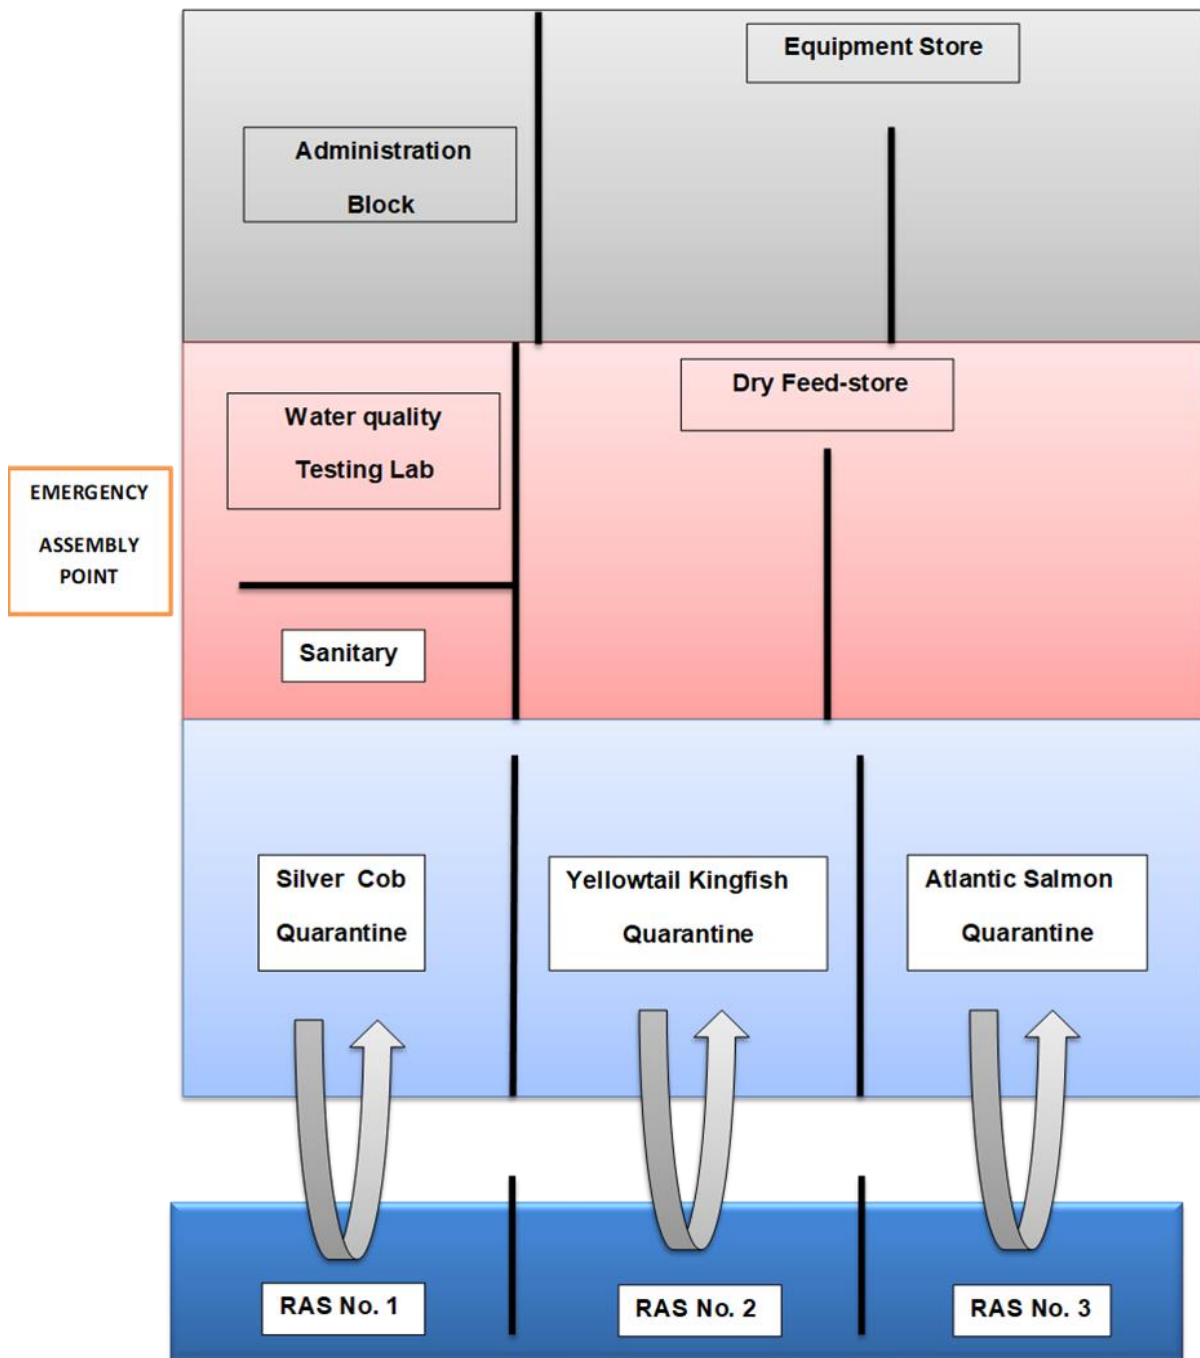 Equipment Store
Administration
Block
Dry Feed-store
Water quality
Testing Lab
EMERGENCY
ASSEMBLY
POINT
Sanitary
Silver Cob
Quarantine
Yellowtail Kingfish
Quarantine
Atlantic Salmon
Quarantine
RAS No. 1
RAS No. 2
RAS No. 3